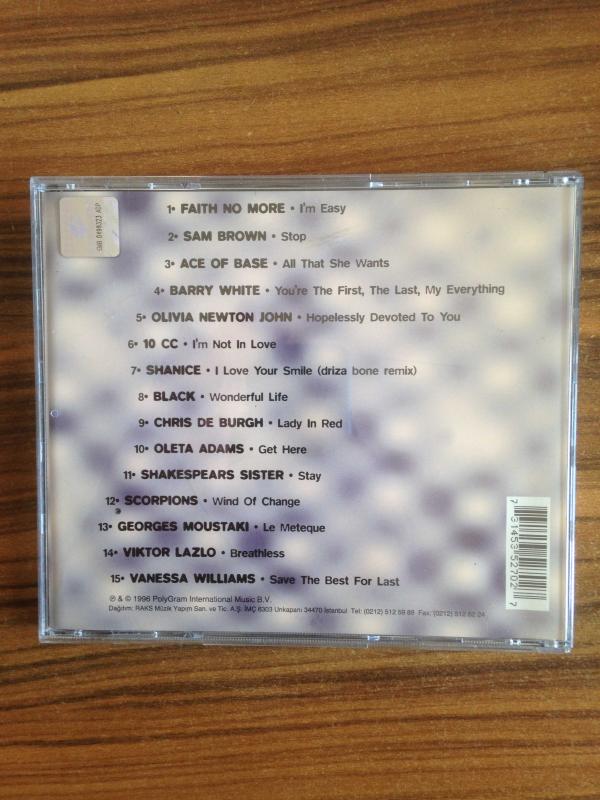 1• FAITH NO MORE • I'm Easy
2• SAM BROWN • Stop
3• ACE OF BASE • All That She Wants
4• BARRY WHITE • You're The First, The Last, My Everything
5• OLIVIA NEWTON JOHN • Hopelessly Devoted To You
6• 10 CC • I'm Not In Love
7• SHANICE • I Love Your Smile (driza bone remix)
8• BLACK • Wonderful Life
9• CHRIS DE BURGH • Lady In Red
10• OLETA ADAMS • Get Here
11• SHAKESPEARS SISTER • Stay
12• SCORPIONS • Wind Of Change
13• GEORGES MOUSTAKI • Le Meteque
14• VIKTOR LAZLO • Breathless
15• VANESSA WILLIAMS • Save The Best For Last
℗ & © 1996 PolyGram International Music B.V.
Dağıtım: RAKS Müzik Yapım San. ve Tic. A.Ş. İMÇ 6303 Unkapanı 34470 İstanbul Tel: (0212) 512 59 89 Fax: (0212) 512 62 24
7 31453 52702 7